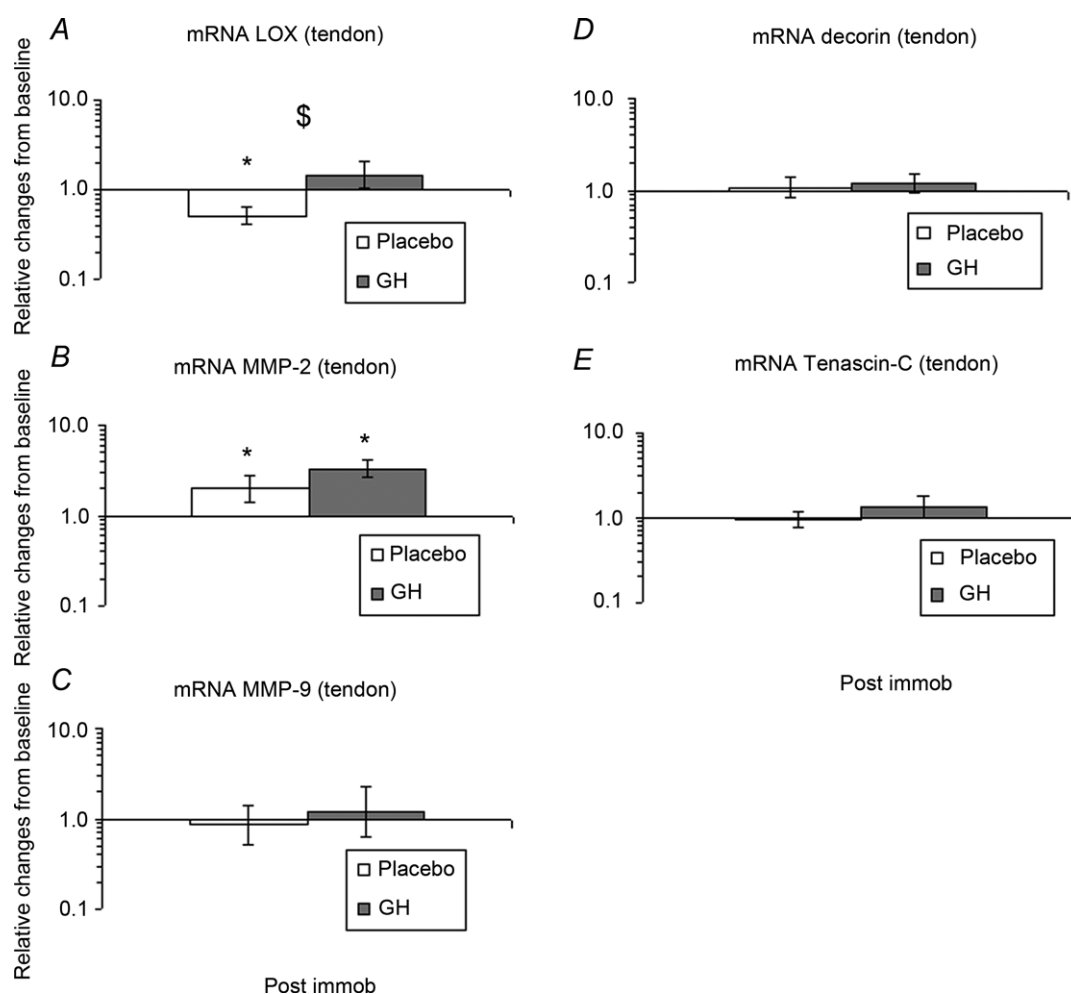 A
mRNA LOX (tendon)
Relative changes from baseline
10.0
1.0
0.1
*
$
Placebo
GH
B
mRNA MMP-2 (tendon)
Relative changes from baseline
10.0
1.0
0.1
*
*
Placebo
GH
C
mRNA MMP-9 (tendon)
Relative changes from baseline
10.0
1.0
0.1
Placebo
GH
Post immob
D
mRNA decorin (tendon)
10.0
1.0
0.1
Placebo
GH
E
mRNA Tenascin-C (tendon)
10.0
1.0
0.1
Placebo
GH
Post immob